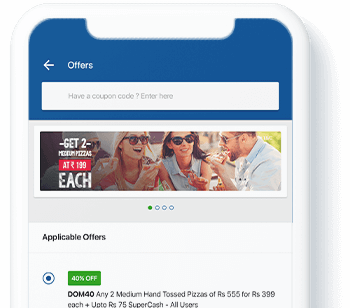 Offers
Have a coupon code ? Enter here
-GET 2-
MEDIUM PIZZAS
AT ₹ 199
EACH
Applicable Offers
40% OFF
DOM40 Any 2 Medium Hand Tossed Pizzas of Rs 555 for Rs 399
each + Upto Rs 75 SuperCash - All Users